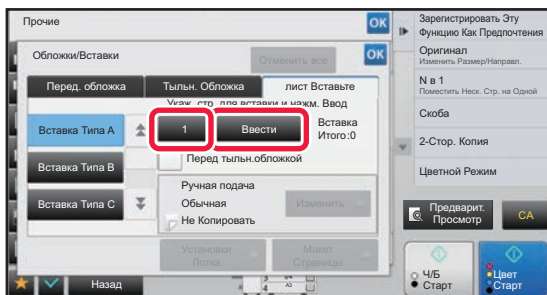 Прочие
OK
Обложки/Вставки
Отменить все
OK
Перед. обложка
Тыльн. Обложка
лист Вставьте
Укаж. стр. для вставки и нажм. Ввод
Вставка Типа A
1
Ввести
Вставка
Итого:0
Вставка Типа B
Перед тыльн.обложкой
Вставка Типа C
Ручная подача
Обычная
Не Копировать
Изменить
Установки
Лотка
Макет
Страницы
Назад
3
4
A3
Зарегистрировать Эту
Функцию Как Предпочтения
Оригинал
Изменить Размер/Направл.
N в 1
Поместить Неск. Стр. на Одной
Скоба
2-Стор. Копия
Цветной Режим
Предварит.
Просмотр
CA
Ч/Б
Старт
Цвет
Старт